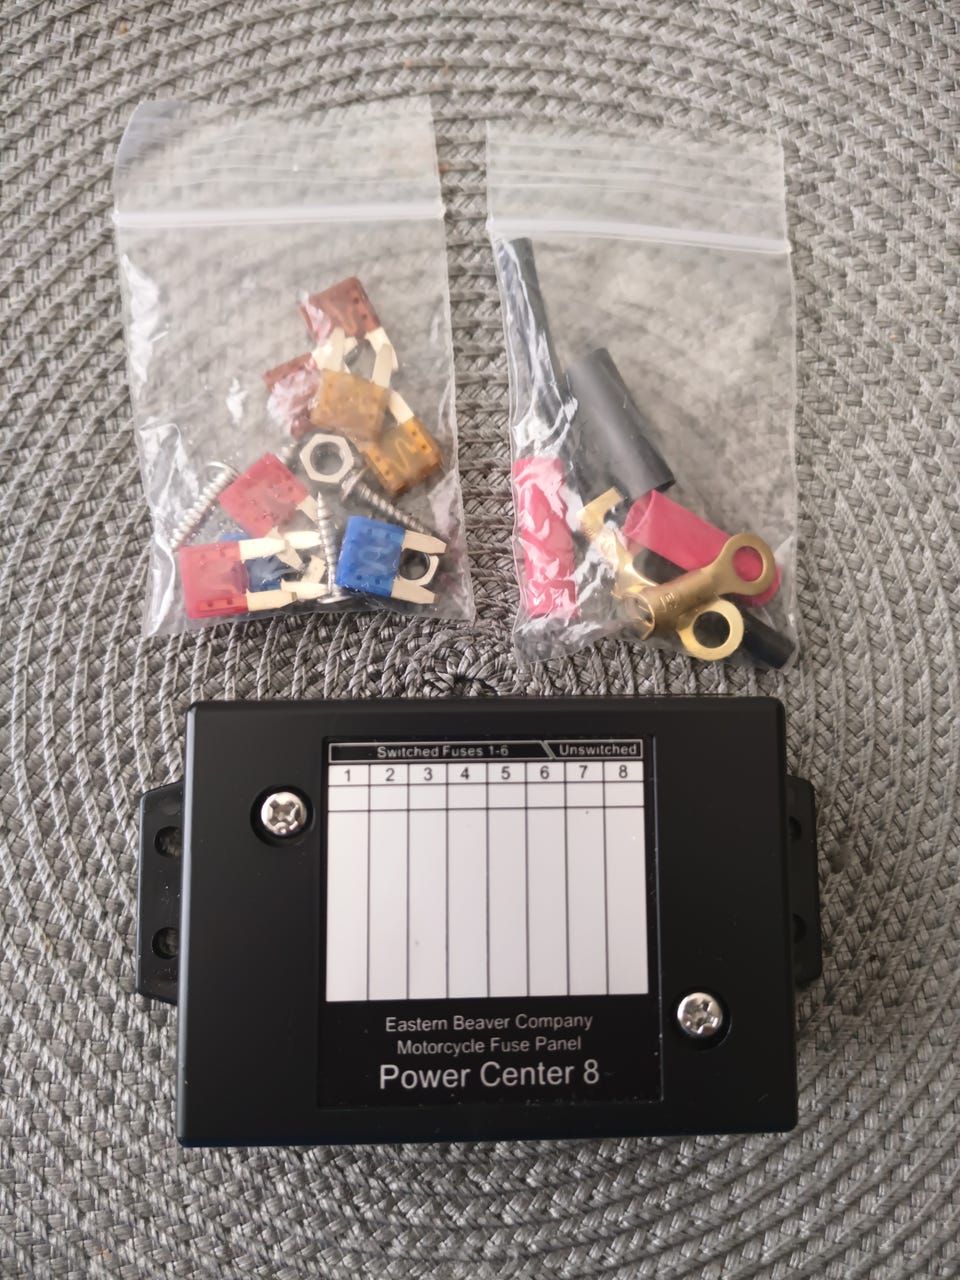 Switched Fuses 1-6 Unswitched
1 2 3 4 5 6 7 8
Eastern Beaver Company
Motorcycle Fuse Panel
Power Center 8